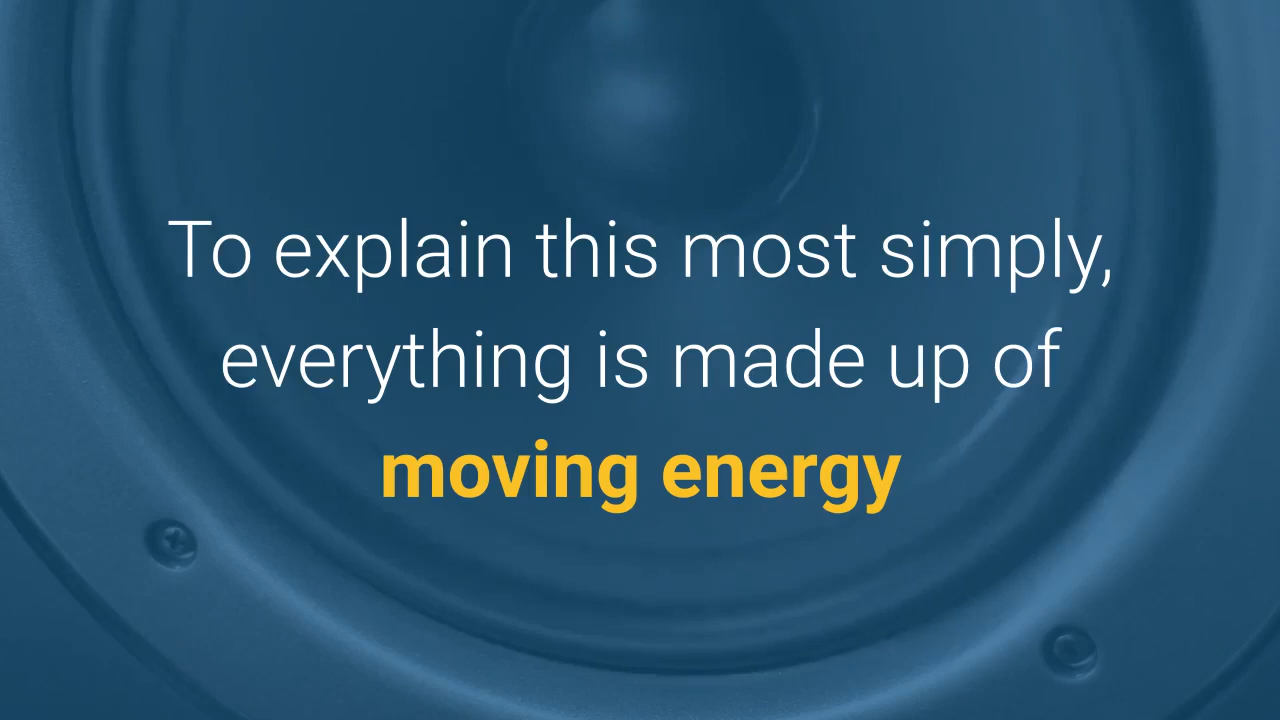 To explain this most simply,
everything is made up of
moving energy